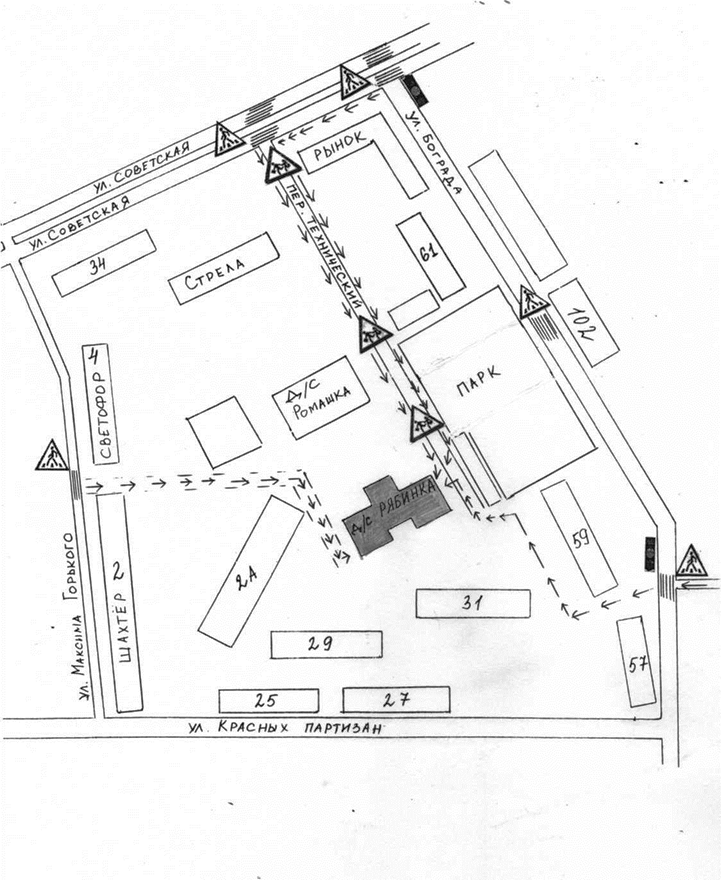 УЛ. СОВЕТСКАЯ
УЛ. СОВЕТСКАЯ
РЫНОК
УЛ. БОГРАДА
ПЕР. ТЕХНИЧЕСКИЙ
34
СТРЕЛА
61
102
4
СВЕТОФОР
Д/С
РОМАШКА
ПАРК
Д/С РЯБИНКА
59
2
ШАХТЁР
2А
31
УЛ. МАКСИМА ГОРЬКОГО
29
57
25
27
УЛ. КРАСНЫХ ПАРТИЗАН